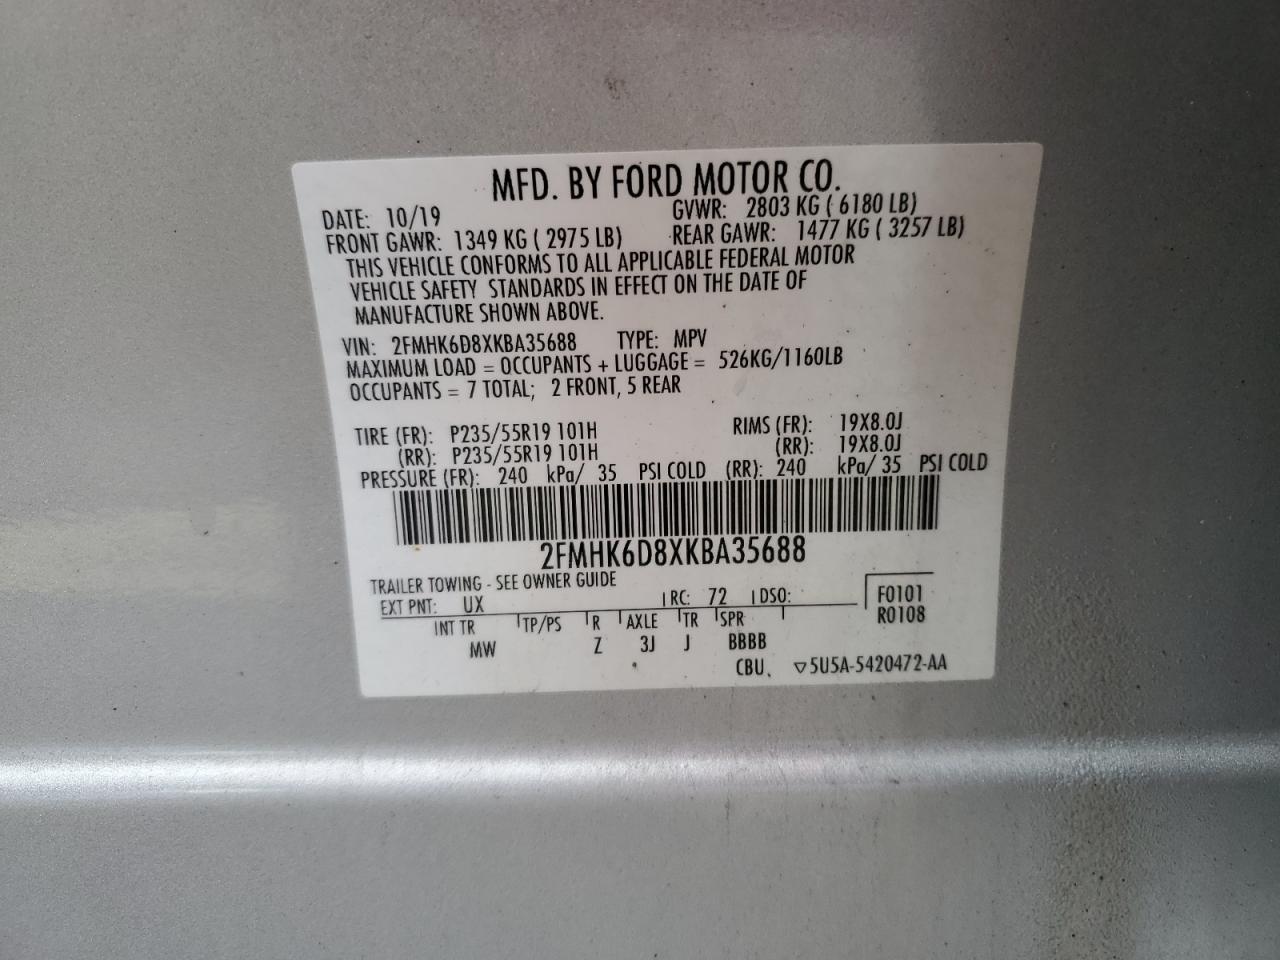 MFD. BY FORD MOTOR CO.
DATE: 10/19 GVWR: 2803 KG ( 6180 LB)
FRONT GAWR: 1349 KG ( 2975 LB) REAR GAWR: 1477 KG ( 3257 LB)
THIS VEHICLE CONFORMS TO ALL APPLICABLE FEDERAL MOTOR
VEHICLE SAFETY STANDARDS IN EFFECT ON THE DATE OF
MANUFACTURE SHOWN ABOVE.
VIN: 2FMHK6D8XKBA35688 TYPE: MPV
MAXIMUM LOAD = OCCUPANTS + LUGGAGE = 526KG/1160LB
OCCUPANTS = 7 TOTAL; 2 FRONT, 5 REAR
TIRE (FR): P235/55R19 101H RIMS (FR): 19X8.0J
(RR): P235/55R19 101H (RR): 19X8.0J
PRESSURE (FR): 240 kPa/ 35 PSI COLD (RR): 240 kPa/ 35 PSI COLD
2FMHK6D8XKBA35688
TRAILER TOWING - SEE OWNER GUIDE
EXT PNT: UX RC: 72 DSO: F0101
INT TR TP/PS R AXLE TR SPR R0108
MW Z 3J J BBBB
CBU, ▽5U5A-5420472-AA